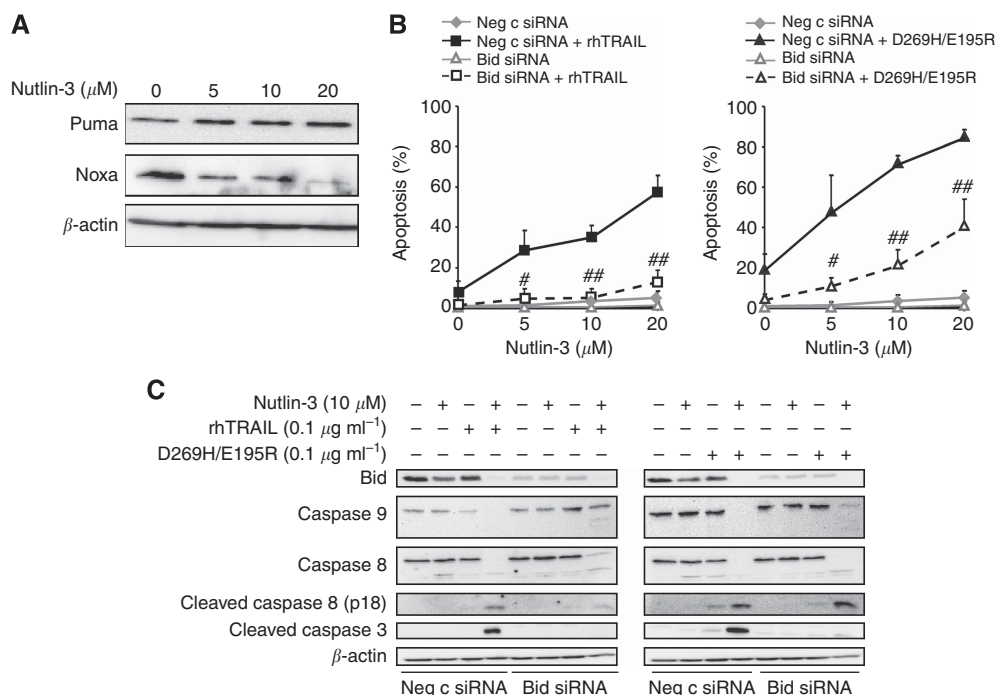 A
Nutlin-3 (μM) 0 5 10 20
Puma
Noxa
β-actin
B
Neg c siRNA
Neg c siRNA + rhTRAIL
Bid siRNA
Bid siRNA + rhTRAIL
100
80
60
40
20
0
Apoptosis (%)
# ## ##
0 5 10 20
Nutlin-3 (μM)
Neg c siRNA
Neg c siRNA + D269H/E195R
Bid siRNA
Bid siRNA + D269H/E195R
100
80
60
40
20
0
Apoptosis (%)
# ## ##
0 5 10 20
Nutlin-3 (μM)
C
Nutlin-3 (10 μM) – + – + – + – + – + – + – + – +
rhTRAIL (0.1 μg ml⁻¹) – – + + – – + +
D269H/E195R (0.1 μg ml⁻¹) – – + + – – + +
Bid
Caspase 9
Caspase 8
Cleaved caspase 8 (p18)
Cleaved caspase 3
β-actin
Neg c siRNA Bid siRNA Neg c siRNA Bid siRNA